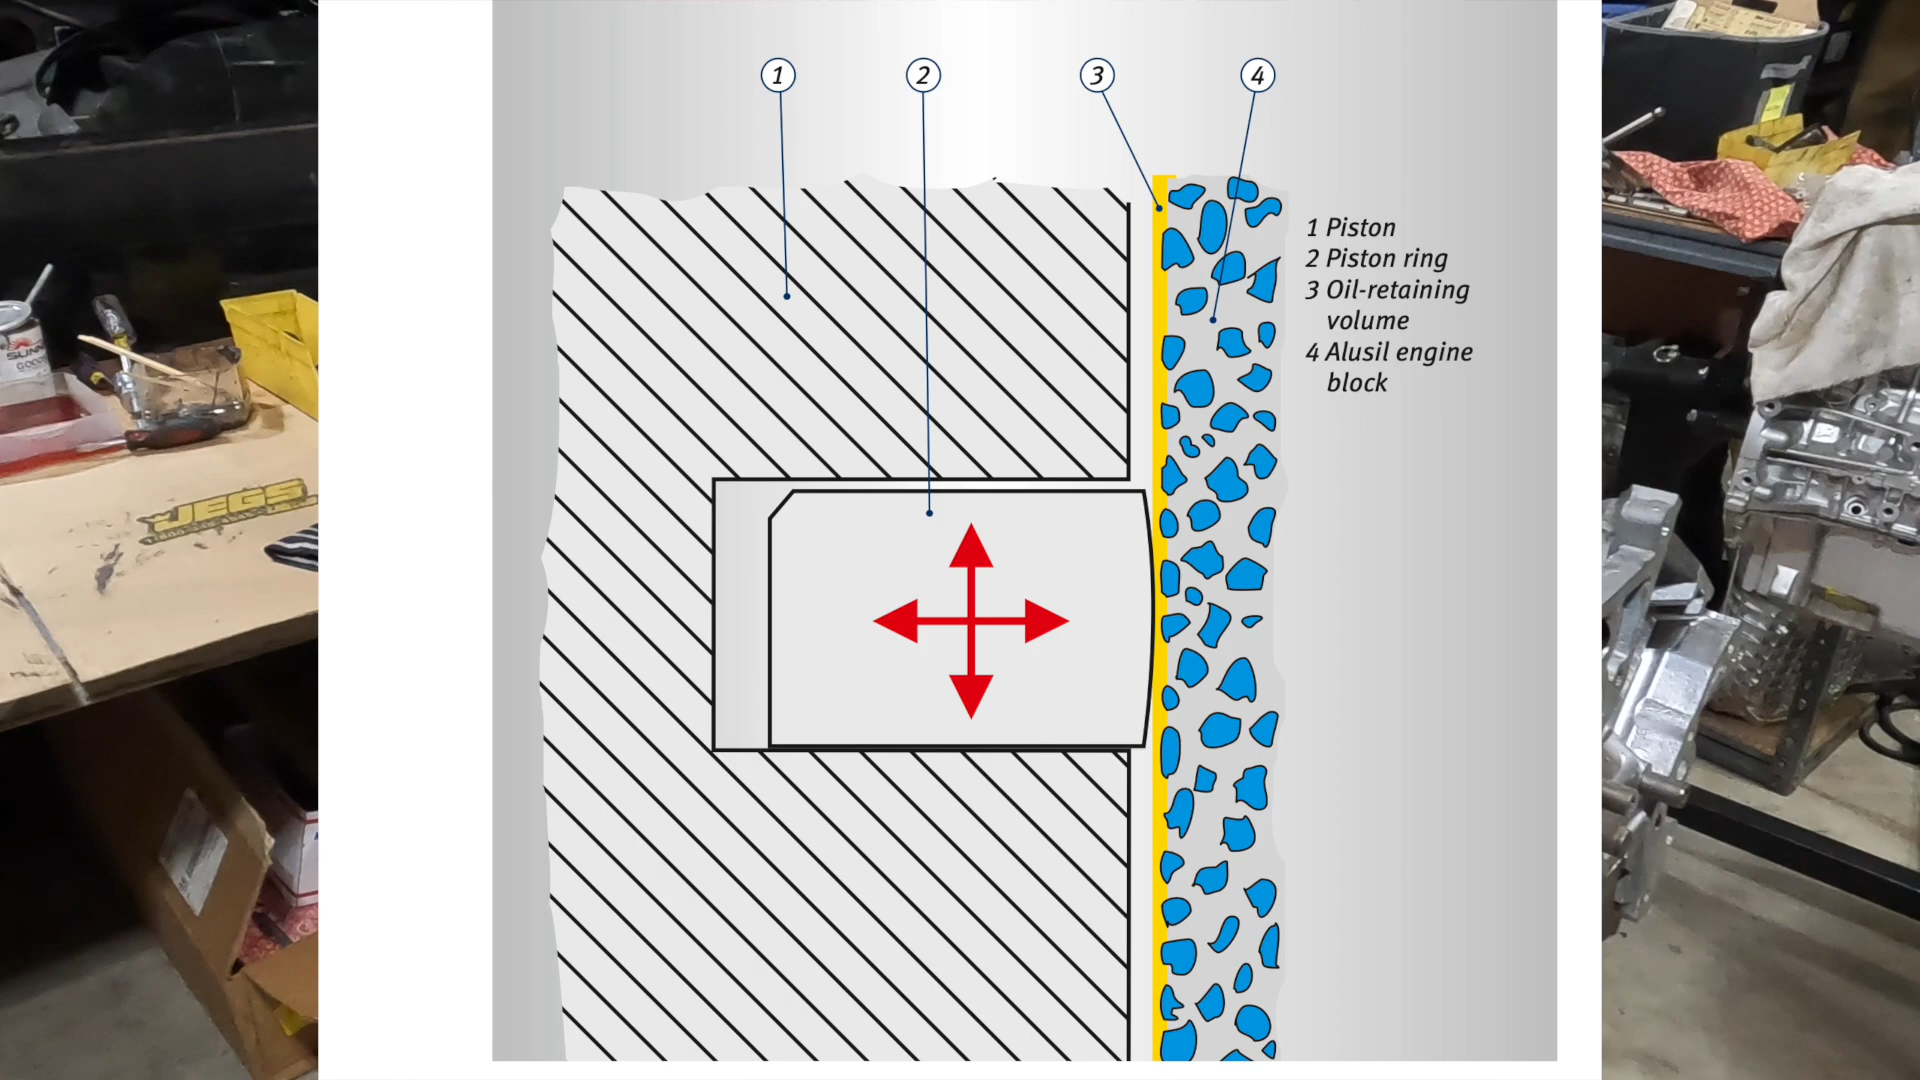 1
2
3
4
1 Piston
2 Piston ring
3 Oil-retaining
volume
4 Alusil engine
block
JEGS